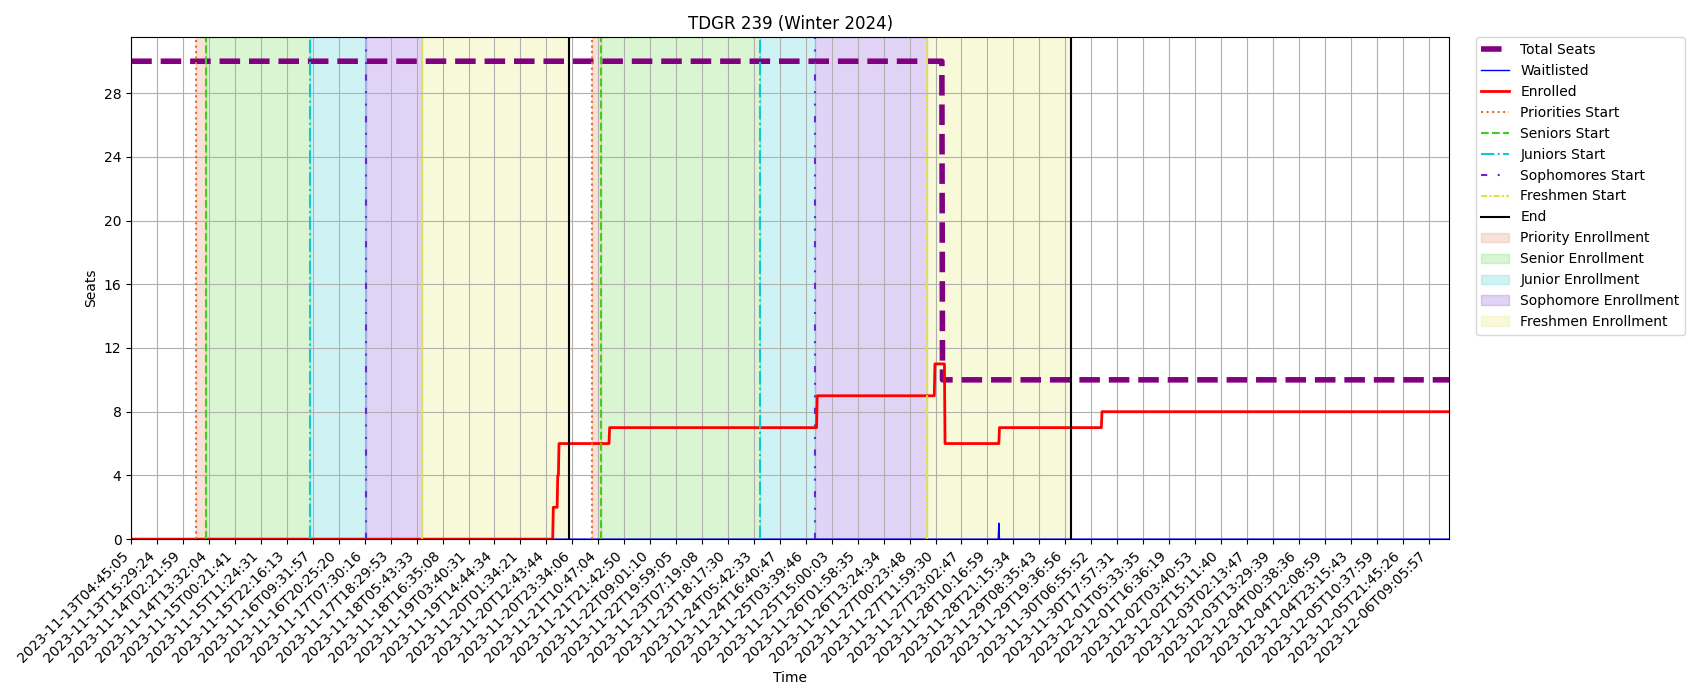 TDGR 239 (Winter 2024)
Total Seats
Waitlisted
Enrolled
Priorities Start
Seniors Start
Juniors Start
Sophomores Start
Freshmen Start
End
Priority Enrollment
Senior Enrollment
Junior Enrollment
Sophomore Enrollment
Freshmen Enrollment
Seats
28
24
20
16
12
8
4
0
2023-11-13T04:45:05
2023-11-13T15:29:24
2023-11-14T02:21:59
2023-11-14T13:32:04
2023-11-15T00:21:41
2023-11-15T11:24:31
2023-11-15T22:16:13
2023-11-16T09:31:57
2023-11-16T20:25:20
2023-11-17T07:30:16
2023-11-17T18:29:53
2023-11-18T05:43:33
2023-11-18T16:35:08
2023-11-19T03:40:31
2023-11-19T14:44:34
2023-11-20T01:34:21
2023-11-20T12:43:44
2023-11-20T23:34:06
2023-11-21T10:47:04
2023-11-21T21:42:50
2023-11-22T09:01:10
2023-11-22T19:59:05
2023-11-23T07:19:08
2023-11-23T18:17:30
2023-11-24T05:42:33
2023-11-24T16:40:47
2023-11-25T03:39:46
2023-11-25T15:00:03
2023-11-26T01:58:35
2023-11-26T13:24:34
2023-11-27T00:23:48
2023-11-27T11:59:30
2023-11-27T23:02:47
2023-11-28T10:16:59
2023-11-28T21:15:34
2023-11-29T08:35:43
2023-11-29T19:36:56
2023-11-30T06:55:52
2023-11-30T17:57:31
2023-12-01T05:33:35
2023-12-01T16:36:19
2023-12-02T03:40:53
2023-12-02T15:11:40
2023-12-03T02:13:47
2023-12-03T13:29:39
2023-12-04T00:38:36
2023-12-04T12:08:59
2023-12-04T23:15:43
2023-12-05T10:37:59
2023-12-05T21:45:26
2023-12-06T09:05:57
Time